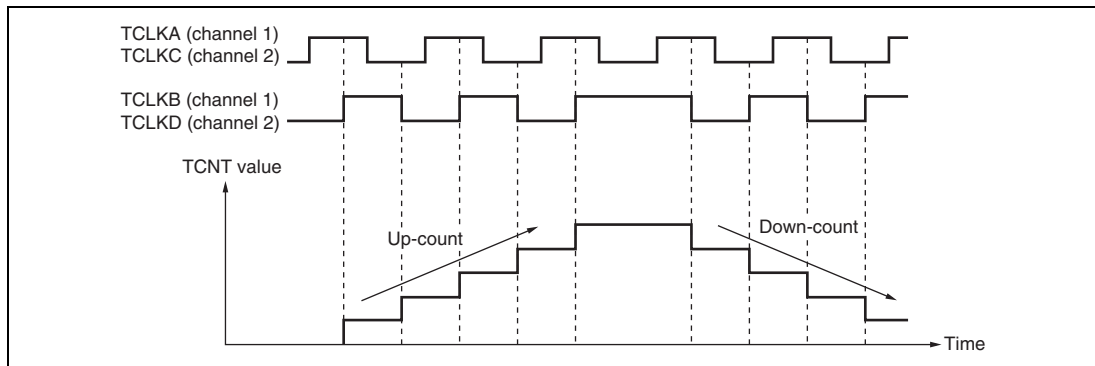 TCLKA (channel 1)
TCLKC (channel 2)
TCLKB (channel 1)
TCLKD (channel 2)
TCNT value
Up-count
Down-count
Time